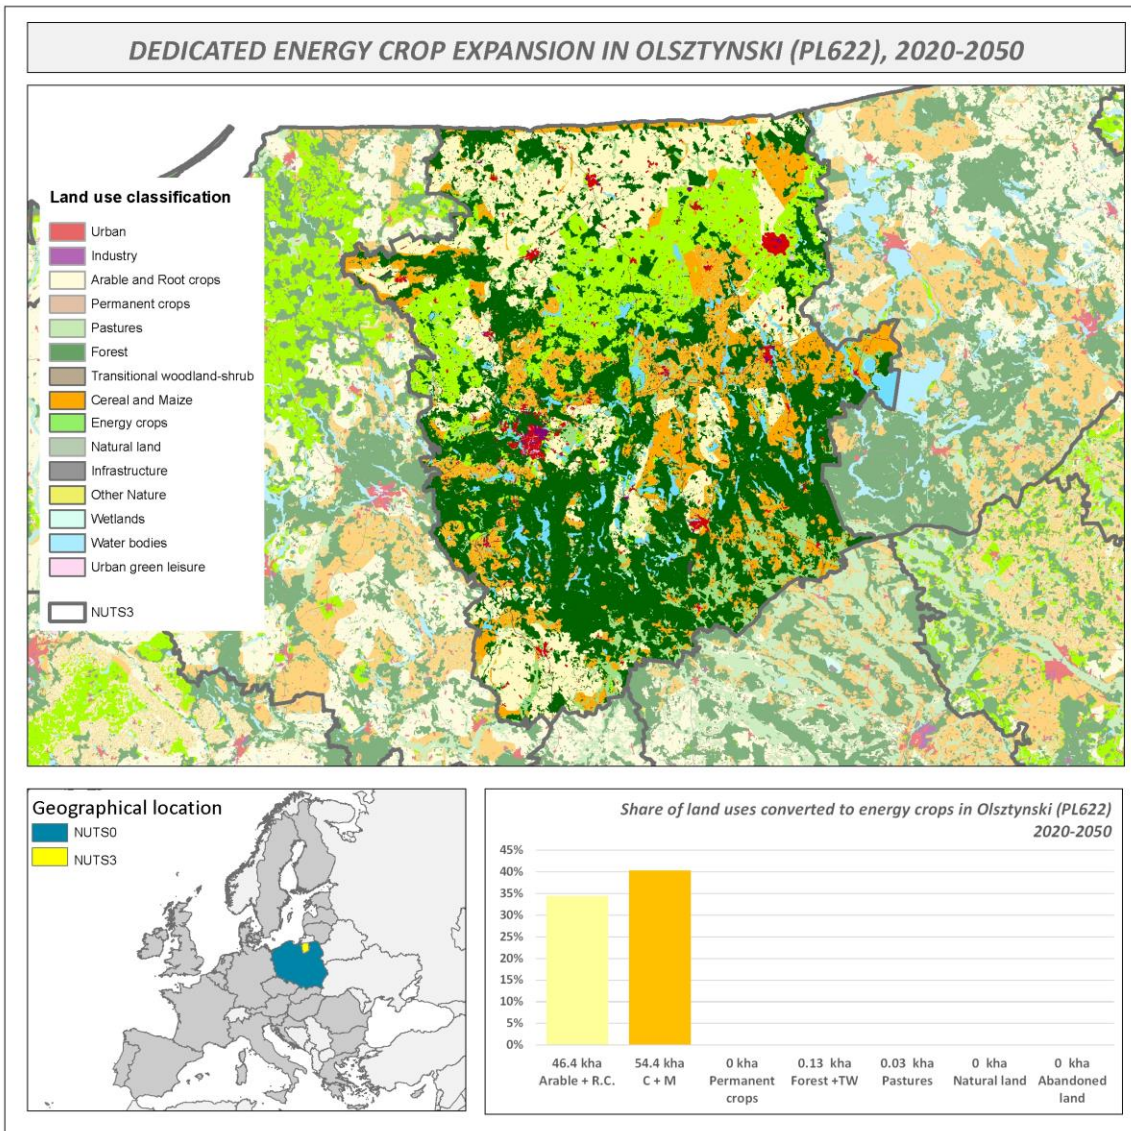 DEDICATED ENERGY CROP EXPANSION IN OLSZTYNSKI (PL622), 2020-2050
Land use classification
Urban
Industry
Arable and Root crops
Permanent crops
Pastures
Forest
Transitional woodland-shrub
Cereal and Maize
Energy crops
Natural land
Infrastructure
Other Nature
Wetlands
Water bodies
Urban green leisure
NUTS3
Geographical location
NUTS0
NUTS3
Share of land uses converted to energy crops in Olsztynski (PL622)
2020-2050
45%
40%
35%
30%
25%
20%
15%
10%
5%
0%
46.4 kha 54.4 kha 0 kha 0.13 kha 0.03 kha 0 kha 0 kha
Arable + R.C. C + M Permanent Forest +TW Pastures Natural land Abandoned
crops land